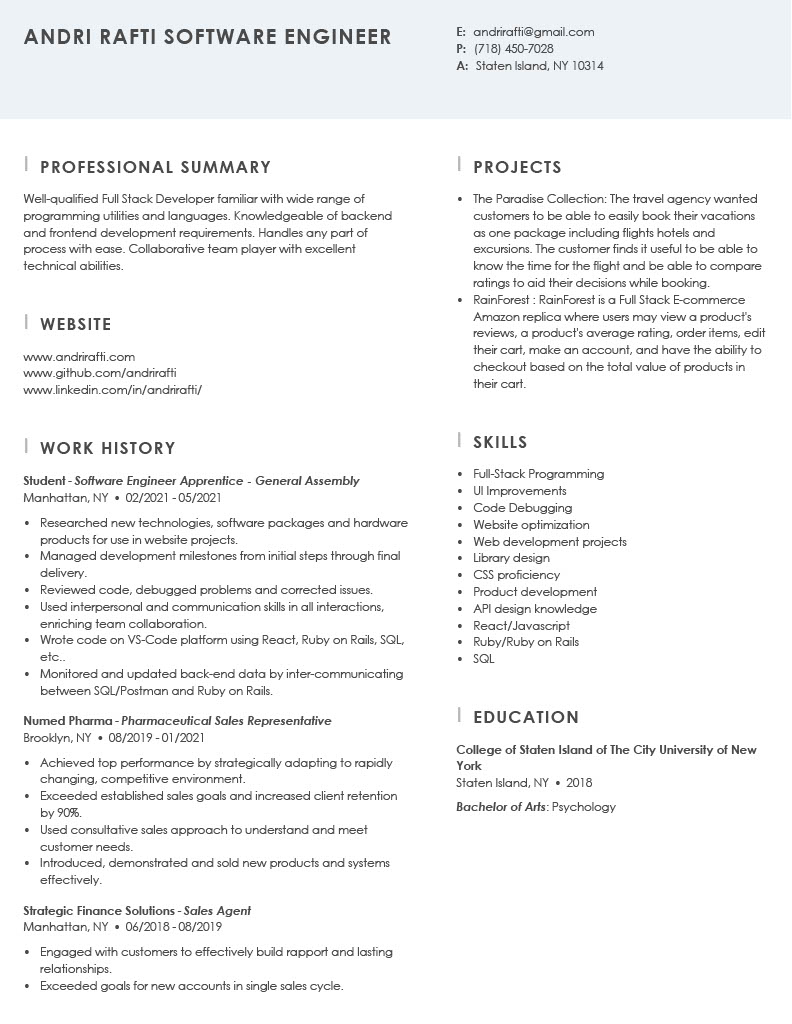 ANDRI RAFTI SOFTWARE ENGINEER
E: andrirafti@gmail.com
P: (718) 450-7028
A: Staten Island, NY 10314
PROFESSIONAL SUMMARY
Well-qualified Full Stack Developer familiar with wide range of
programming utilities and languages. Knowledgeable of backend
and frontend development requirements. Handles any part of
process with ease. Collaborative team player with excellent
technical abilities.
WEBSITE
www.andrirafti.com
www.github.com/andrirafti
www.linkedin.com/in/andrirafti/
WORK HISTORY
Student - Software Engineer Apprentice - General Assembly
Manhattan, NY • 02/2021 - 05/2021
• Researched new technologies, software packages and hardware
products for use in website projects.
• Managed development milestones from initial steps through final
delivery.
• Reviewed code, debugged problems and corrected issues.
• Used interpersonal and communication skills in all interactions,
enriching team collaboration.
• Wrote code on VS-Code platform using React, Ruby on Rails, SQL,
etc..
• Monitored and updated back-end data by inter-communicating
between SQL/Postman and Ruby on Rails.
Numed Pharma - Pharmaceutical Sales Representative
Brooklyn, NY • 08/2019 - 01/2021
• Achieved top performance by strategically adapting to rapidly
changing, competitive environment.
• Exceeded established sales goals and increased client retention
by 90%.
• Used consultative sales approach to understand and meet
customer needs.
• Introduced, demonstrated and sold new products and systems
effectively.
Strategic Finance Solutions - Sales Agent
Manhattan, NY • 06/2018 - 08/2019
• Engaged with customers to effectively build rapport and lasting
relationships.
• Exceeded goals for new accounts in single sales cycle.
PROJECTS
• The Paradise Collection: The travel agency wanted
customers to be able to easily book their vacations
as one package including flights hotels and
excursions. The customer finds it useful to be able to
know the time for the flight and be able to compare
ratings to aid their decisions while booking.
• RainForest : RainForest is a Full Stack E-commerce
Amazon replica where users may view a product's
reviews, a product's average rating, order items, edit
their cart, make an account, and have the ability to
checkout based on the total value of products in
their cart.
SKILLS
• Full-Stack Programming
• UI Improvements
• Code Debugging
• Website optimization
• Web development projects
• Library design
• CSS proficiency
• Product development
• API design knowledge
• React/Javascript
• Ruby/Ruby on Rails
• SQL
EDUCATION
College of Staten Island of The City University of New
York
Staten Island, NY • 2018
Bachelor of Arts: Psychology